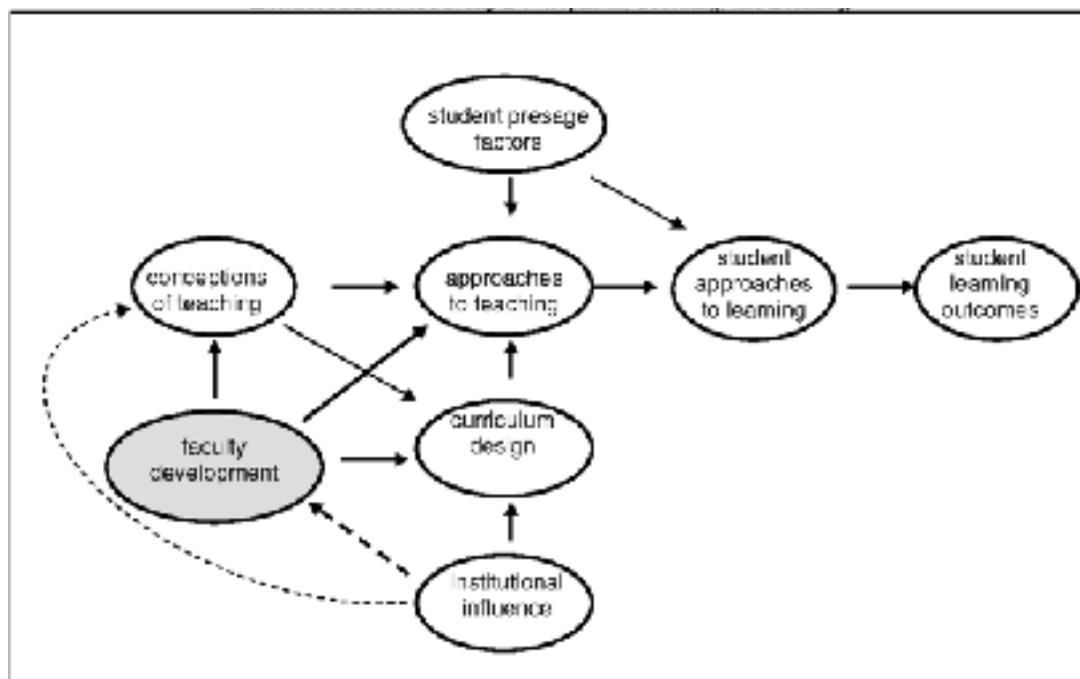 student presage
factors
conceptions
of teaching
approaches
to teaching
student
approaches
to learning
student
learning
outcomes
curriculum
design
faculty
development
institutional
influence